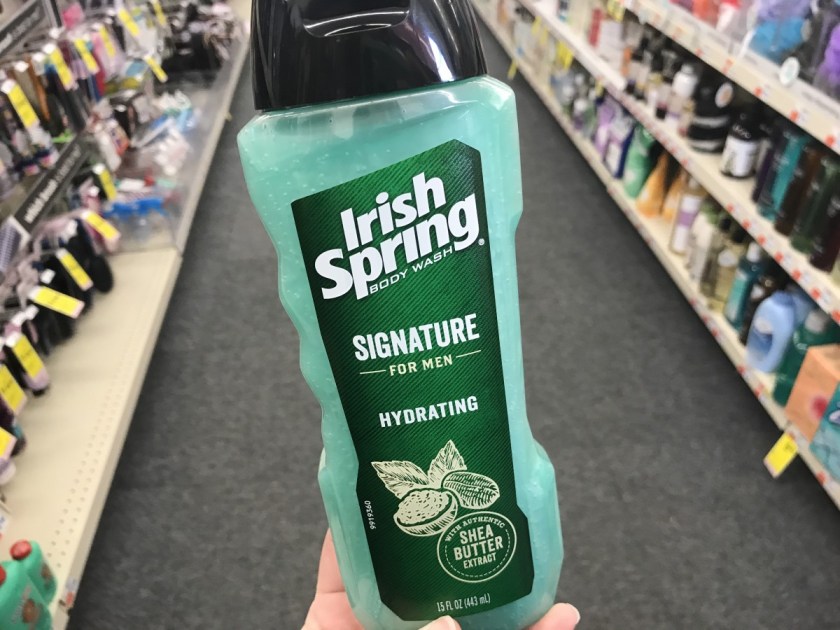 Irish
Spring®
BODY WASH
SIGNATURE
FOR MEN
HYDRATING
WITH AUTHENTIC
SHEA
BUTTER
EXTRACT
15 FL OZ (443 mL)